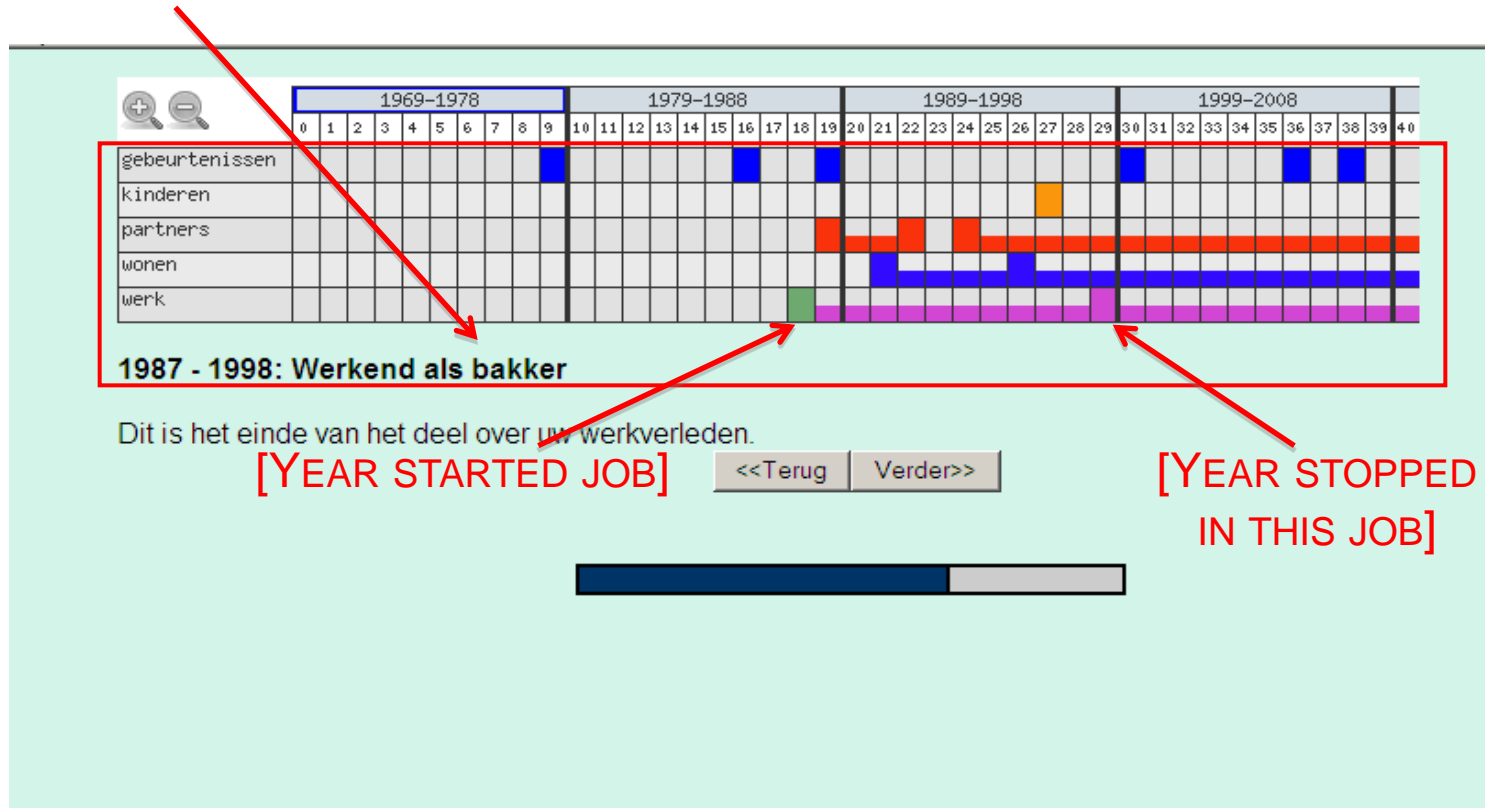 1969–1978 1979–1988 1989–1998 1999–2008
0 1 2 3 4 5 6 7 8 9 10 11 12 13 14 15 16 17 18 19 20 21 22 23 24 25 26 27 28 29 30 31 32 33 34 35 36 37 38 39 40
gebeurtenissen
kinderen
partners
wonen
werk
1987 - 1998: Werkend als bakker
Dit is het einde van het deel over uw werkverleden.
[YEAR STARTED JOB] <<Terug Verder>> [YEAR STOPPED
IN THIS JOB]